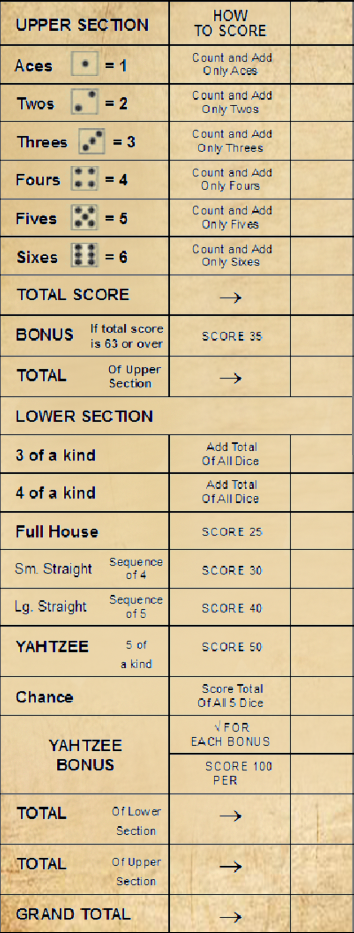 UPPER SECTION
HOW
TO SCORE
Aces = 1
Count and Add
Only Aces
Twos = 2
Count and Add
Only Twos
Threes = 3
Count and Add
Only Threes
Fours = 4
Count and Add
Only Fours
Fives = 5
Count and Add
Only Fives
Sixes = 6
Count and Add
Only Sixes
TOTAL SCORE →
BONUS
If total score
is 63 or over
SCORE 35
TOTAL
Of Upper
Section
→
LOWER SECTION
3 of a kind
Add Total
Of All Dice
4 of a kind
Add Total
Of All Dice
Full House
SCORE 25
Sm. Straight
Sequence
of 4
SCORE 30
Lg. Straight
Sequence
of 5
SCORE 40
YAHTZEE
5 of
a kind
SCORE 50
Chance
Score Total
Of All 5 Dice
YAHTZEE
BONUS
√ FOR
EACH BONUS
SCORE 100
PER
TOTAL
Of Lower
Section
→
TOTAL
Of Upper
Section
→
GRAND TOTAL →